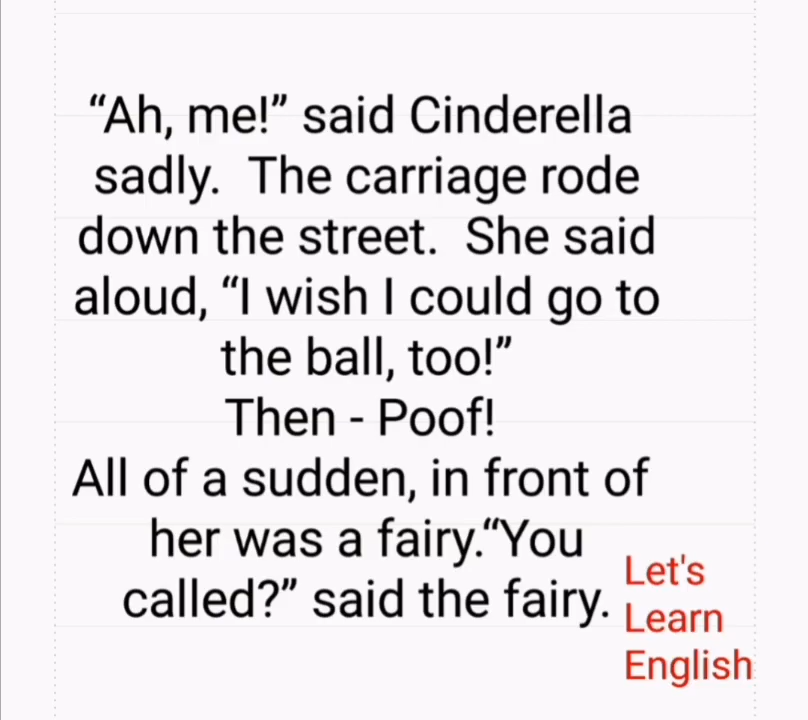 “Ah, me!” said Cinderella
sadly.  The carriage rode
down the street.  She said
aloud, “I wish I could go to
the ball, too!”
Then - Poof!
All of a sudden, in front of
her was a fairy.“You
called?” said the fairy.
Let's
Learn
English